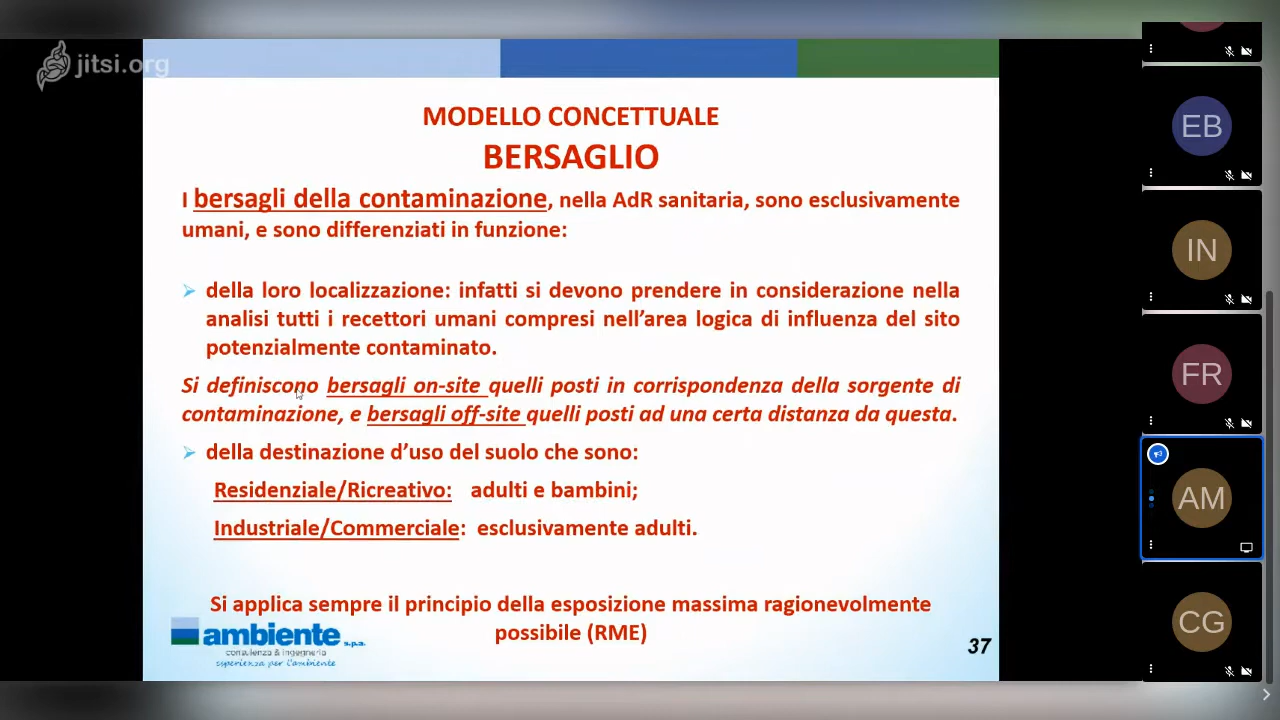 jitsi.org
MODELLO CONCETTUALE
BERSAGLIO
I bersagli della contaminazione, nella AdR sanitaria, sono esclusivamente
umani, e sono differenziati in funzione:
della loro localizzazione: infatti si devono prendere in considerazione nella
analisi tutti i recettori umani compresi nell'area logica di influenza del sito
potenzialmente contaminato.
Si definiscono bersagli on-site quelli posti in corrispondenza della sorgente di
contaminazione, e bersagli off-site quelli posti ad una certa distanza da questa.
della destinazione d'uso del suolo che sono:
Residenziale/Ricreativo: adulti e bambini;
Industriale/Commerciale: esclusivamente adulti.
Si applica sempre il principio della esposizione massima ragionevolmente
possibile (RME)
ambiente s.p.a.
consulenza & ingegneria
esperienza per l'ambiente
37
EB
IN
FR
AM
CG